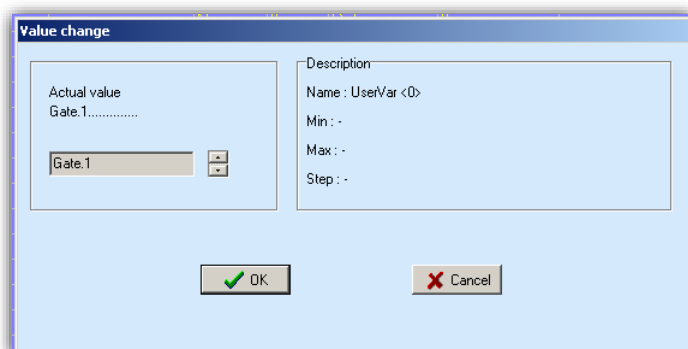 Value change
Actual value
Gate.1..............
Gate.1
Description
Name : UserVar <0>
Min : -
Max : -
Step : -
OK
Cancel